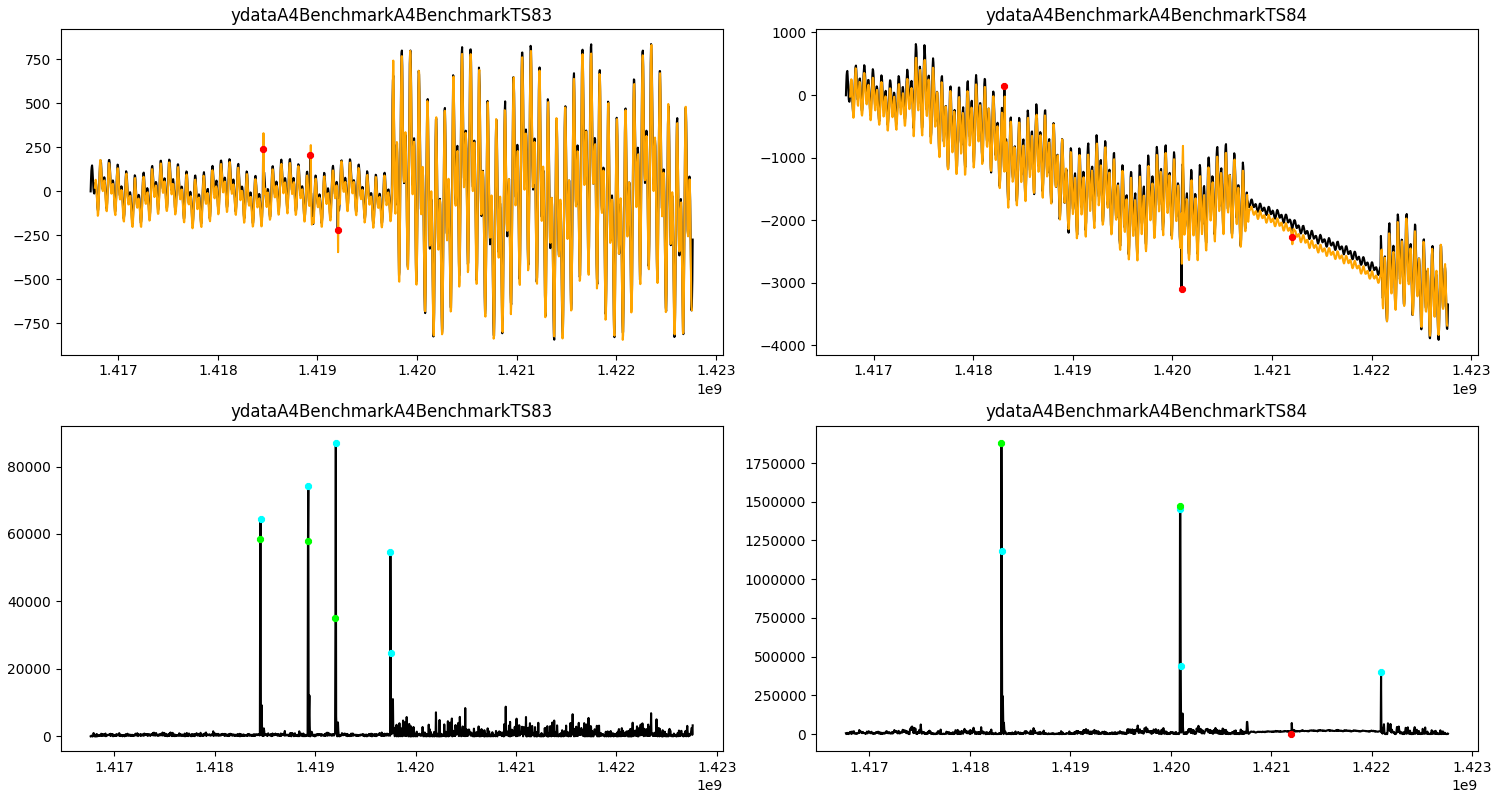 ydataA4BenchmarkA4BenchmarkTS83
750
500
250
0
−250
−500
−750
1.417 1.418 1.419 1.420 1.421 1.422 1.423
1e9
ydataA4BenchmarkA4BenchmarkTS84
1000
0
−1000
−2000
−3000
−4000
1.417 1.418 1.419 1.420 1.421 1.422 1.423
1e9
ydataA4BenchmarkA4BenchmarkTS83
80000
60000
40000
20000
0
1.417 1.418 1.419 1.420 1.421 1.422 1.423
1e9
ydataA4BenchmarkA4BenchmarkTS84
1750000
1500000
1250000
1000000
750000
500000
250000
0
1.417 1.418 1.419 1.420 1.421 1.422 1.423
1e9